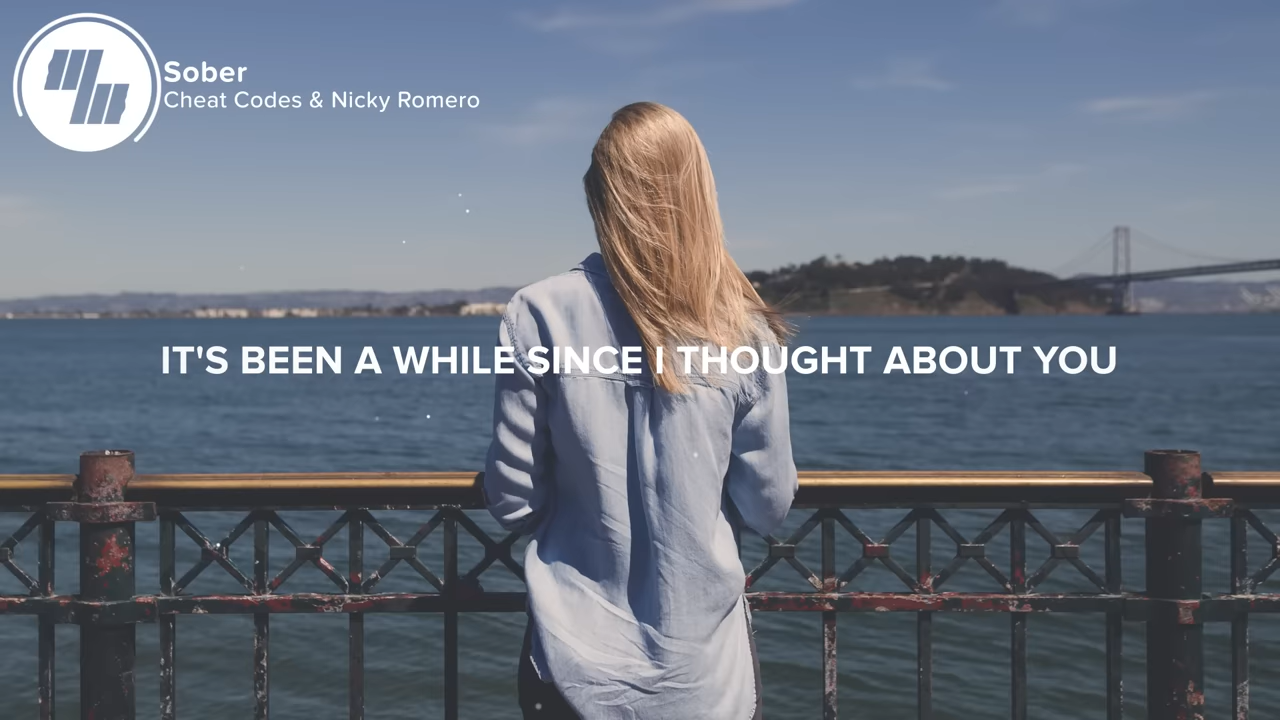 Sober
Cheat Codes & Nicky Romero
IT'S BEEN A WHILE SINCE I THOUGHT ABOUT YOU